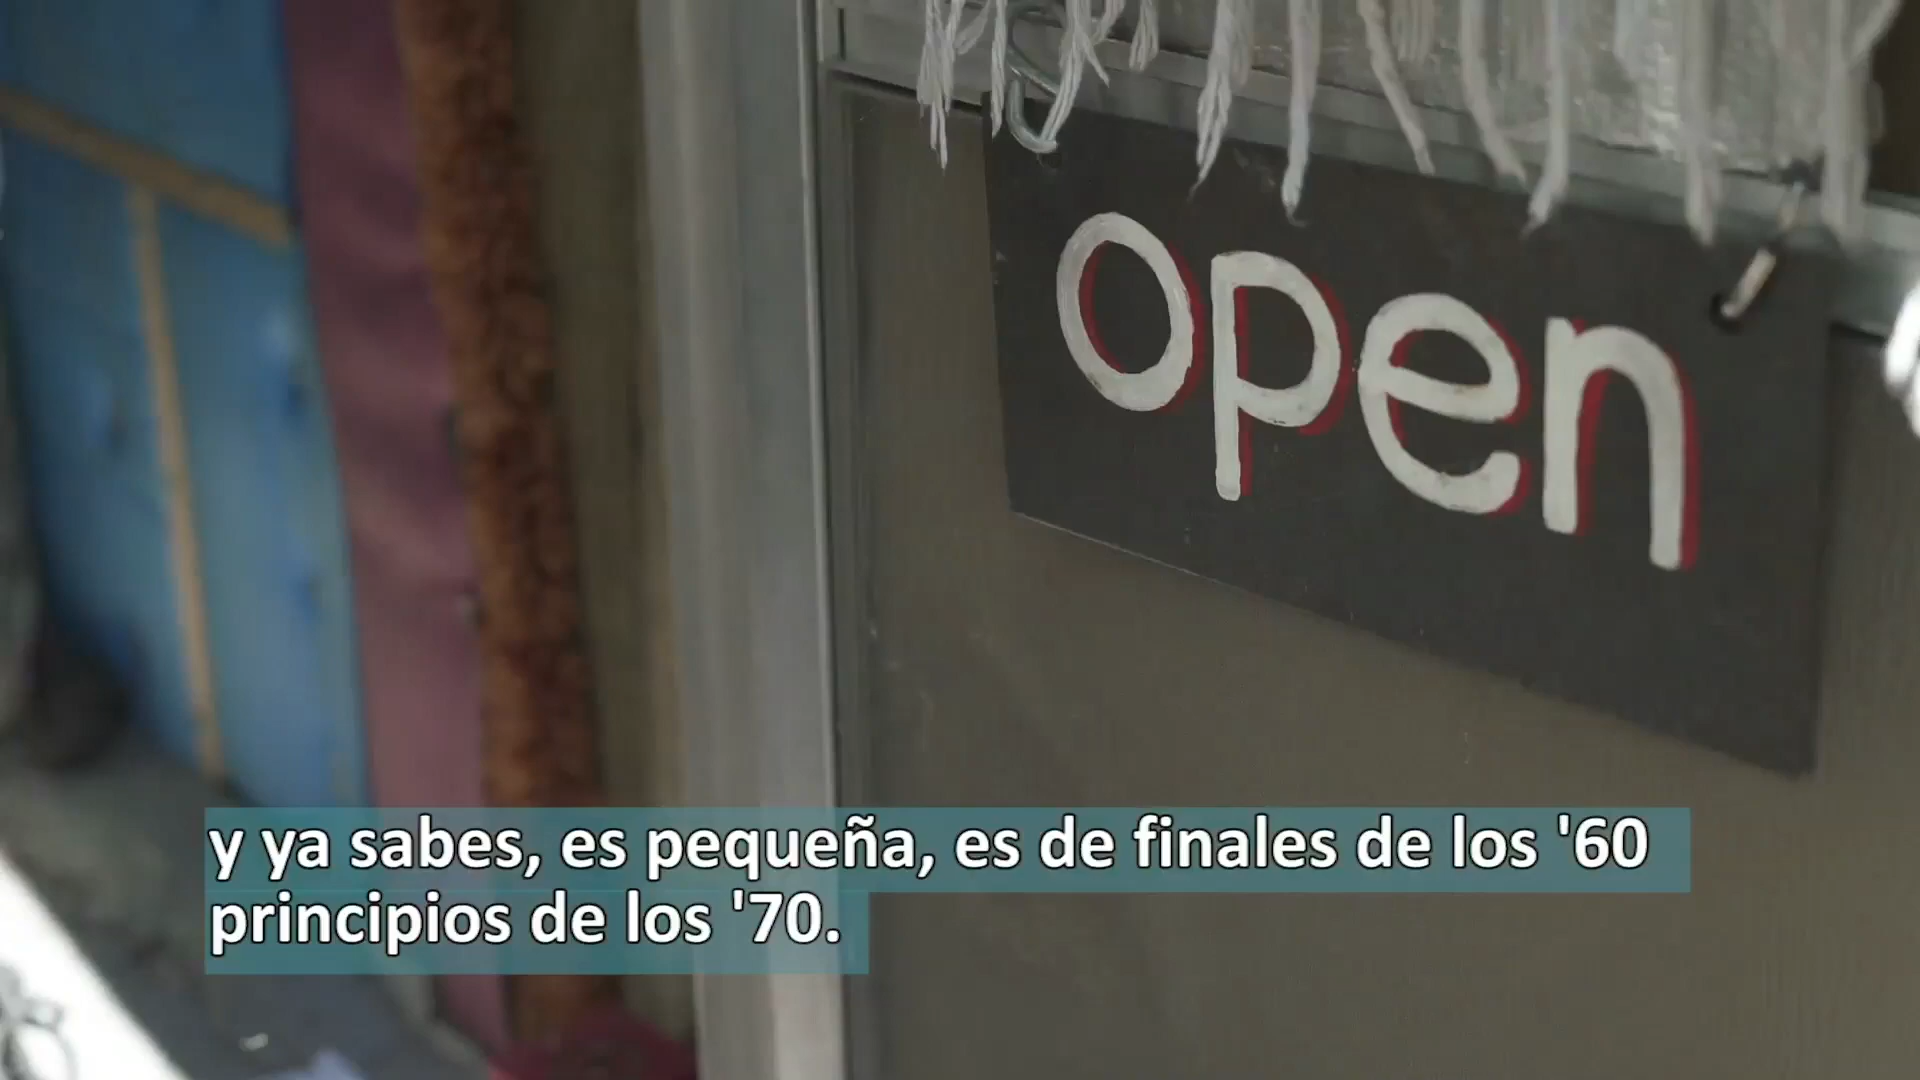 open
y ya sabes, es pequeña, es de finales de los '60
principios de los '70.